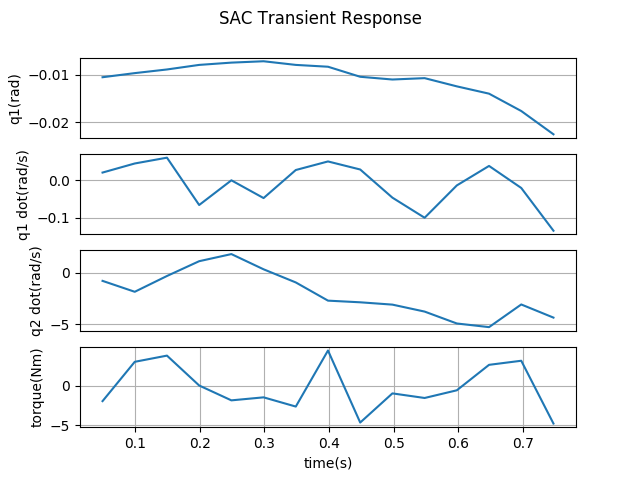 SAC Transient Response
−0.01
−0.02
q1(rad)
0.0
−0.1
q1 dot(rad/s)
0
−5
q2 dot(rad/s)
0
−5
torque(Nm)
0.1 0.2 0.3 0.4 0.5 0.6 0.7
time(s)